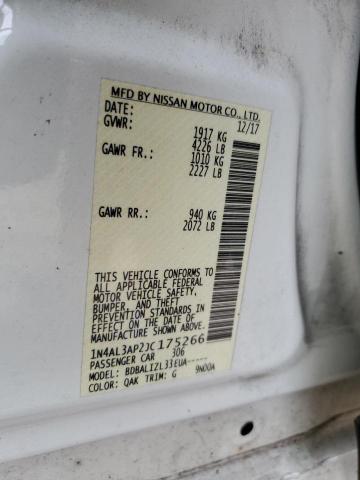 MFD BY NISSAN MOTOR CO., LTD.
DATE: 12/17
GVWR: 1917 KG
4226 LB
GAWR FR.: 1010 KG
2227 LB
GAWR RR.: 940 KG
2072 LB
THIS VEHICLE CONFORMS TO
ALL APPLICABLE FEDERAL
MOTOR VEHICLE SAFETY,
BUMPER, AND THEFT
PREVENTION STANDARDS
IN EFFECT ON THE DATE OF
MANUFACTURE SHOWN ABOVE.
1N4AL3AP2JC175266
PASSENGER CAR 306
MODEL: BDBALIZL33EUA-----
COLOR: QAK TRIM: G 9N00A